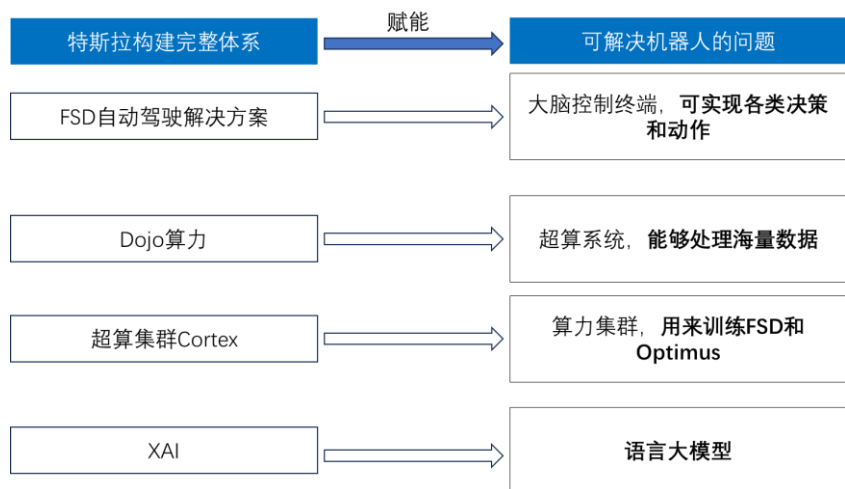 赋能
特斯拉构建完整体系
可解决机器人的问题
FSD自动驾驶解决方案
大脑控制终端，可实现各类决策
和动作
Dojo算力
超算系统，能够处理海量数据
超算集群Cortex
算力集群，用来训练FSD和
Optimus
XAI
语言大模型